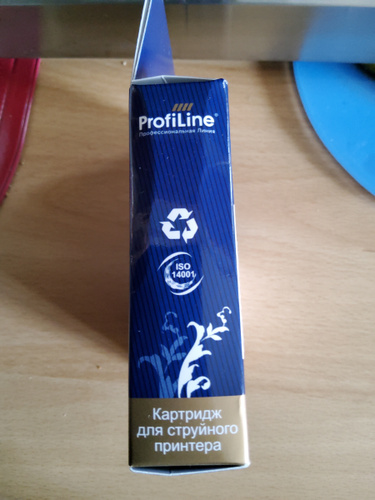 ProfiLine®
Профессиональная Линия
ISO
14001
Картридж
для струйного
принтера